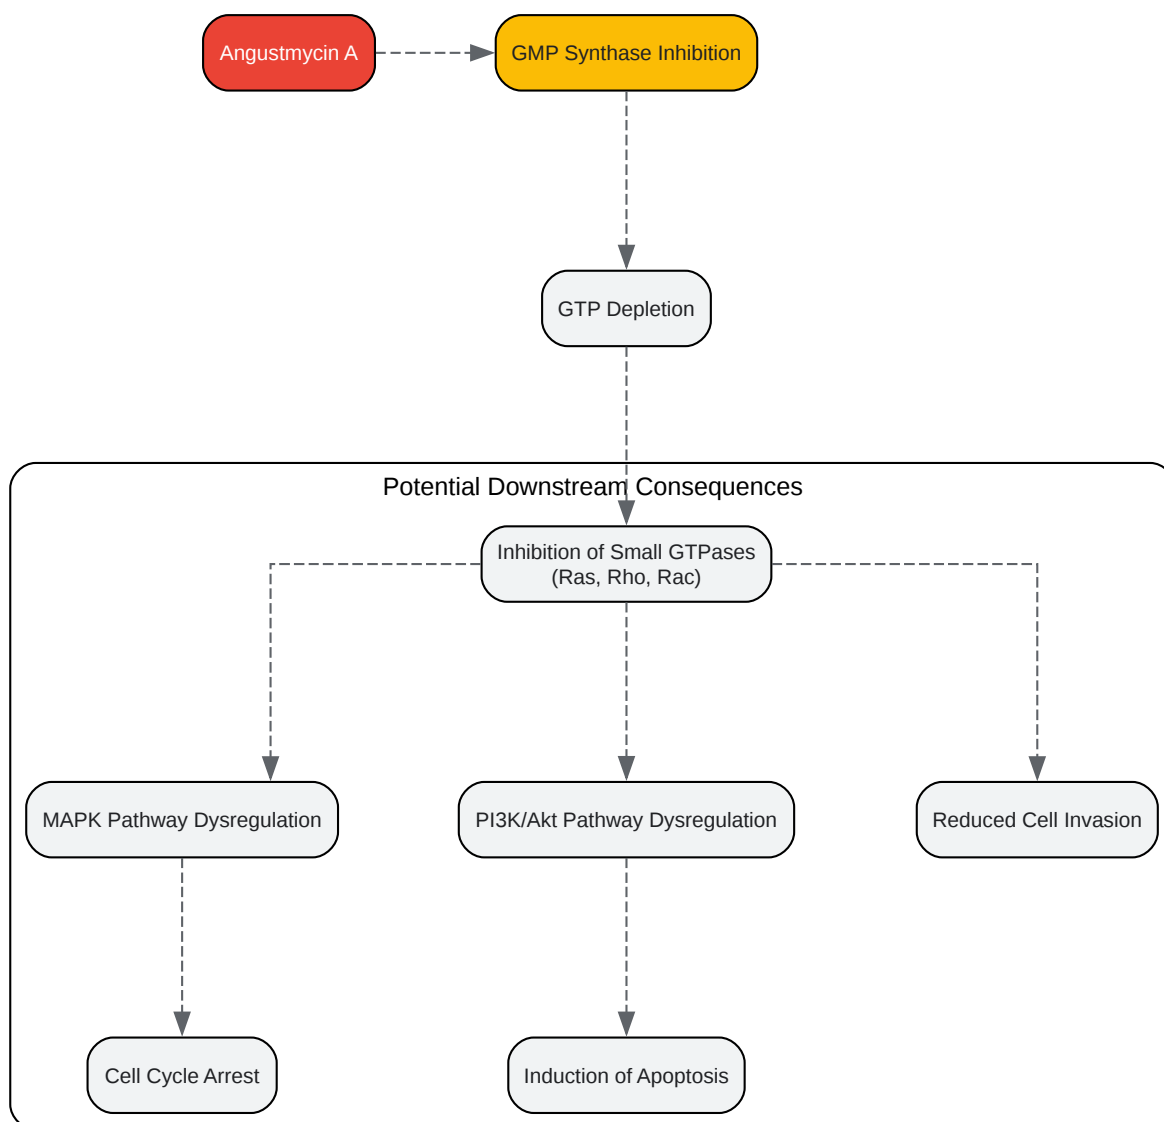 Angustmycin A
GMP Synthase Inhibition
GTP Depletion
Potential Downstream Consequences
Inhibition of Small GTPases
(Ras, Rho, Rac)
MAPK Pathway Dysregulation
PI3K/Akt Pathway Dysregulation
Reduced Cell Invasion
Cell Cycle Arrest
Induction of Apoptosis